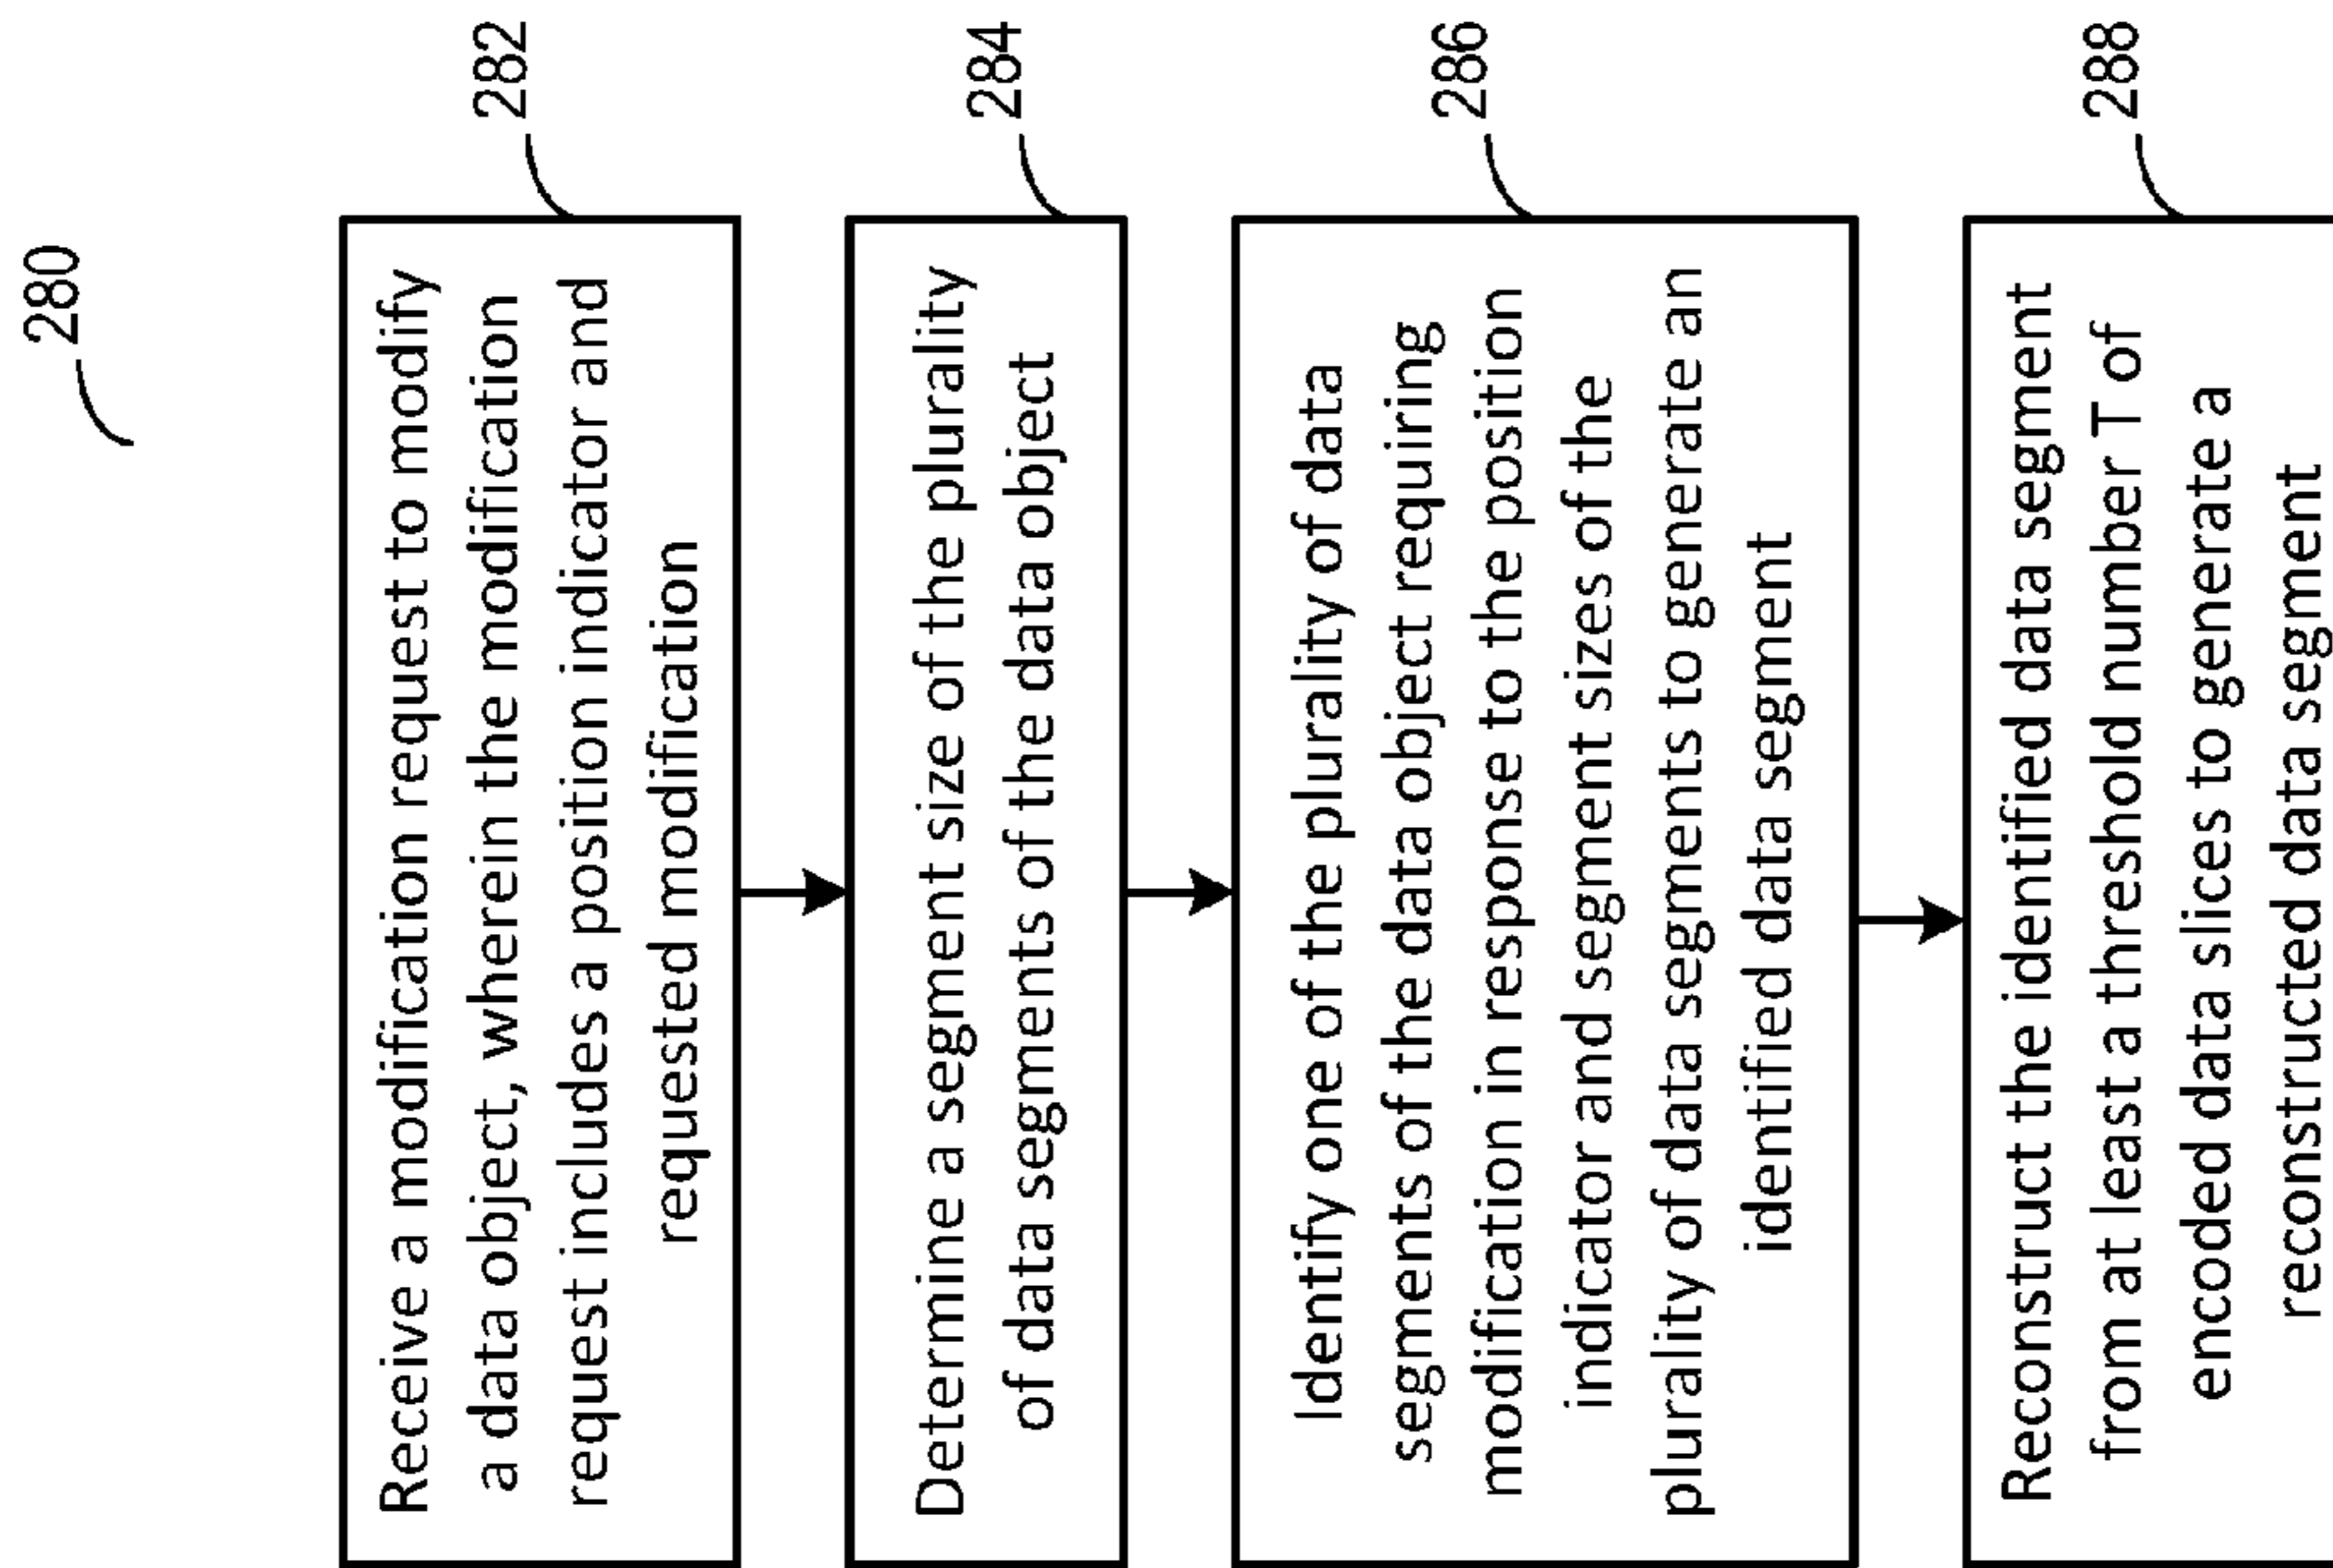 280
282
Receive a modification request to modify
a data object, wherein the modification
request includes a position indicator and
requested modification
284
Determine a segment size of the plurality
of data segments of the data object
286
Identify one of the plurality of data
segments of the data object requiring
modification in response to the position
indicator and segment sizes of the
plurality of data segments to generate an
identified data segment
288
Reconstruct the identified data segment
from at least a threshold number T of
encoded data slices to generate a
reconstructed data segment